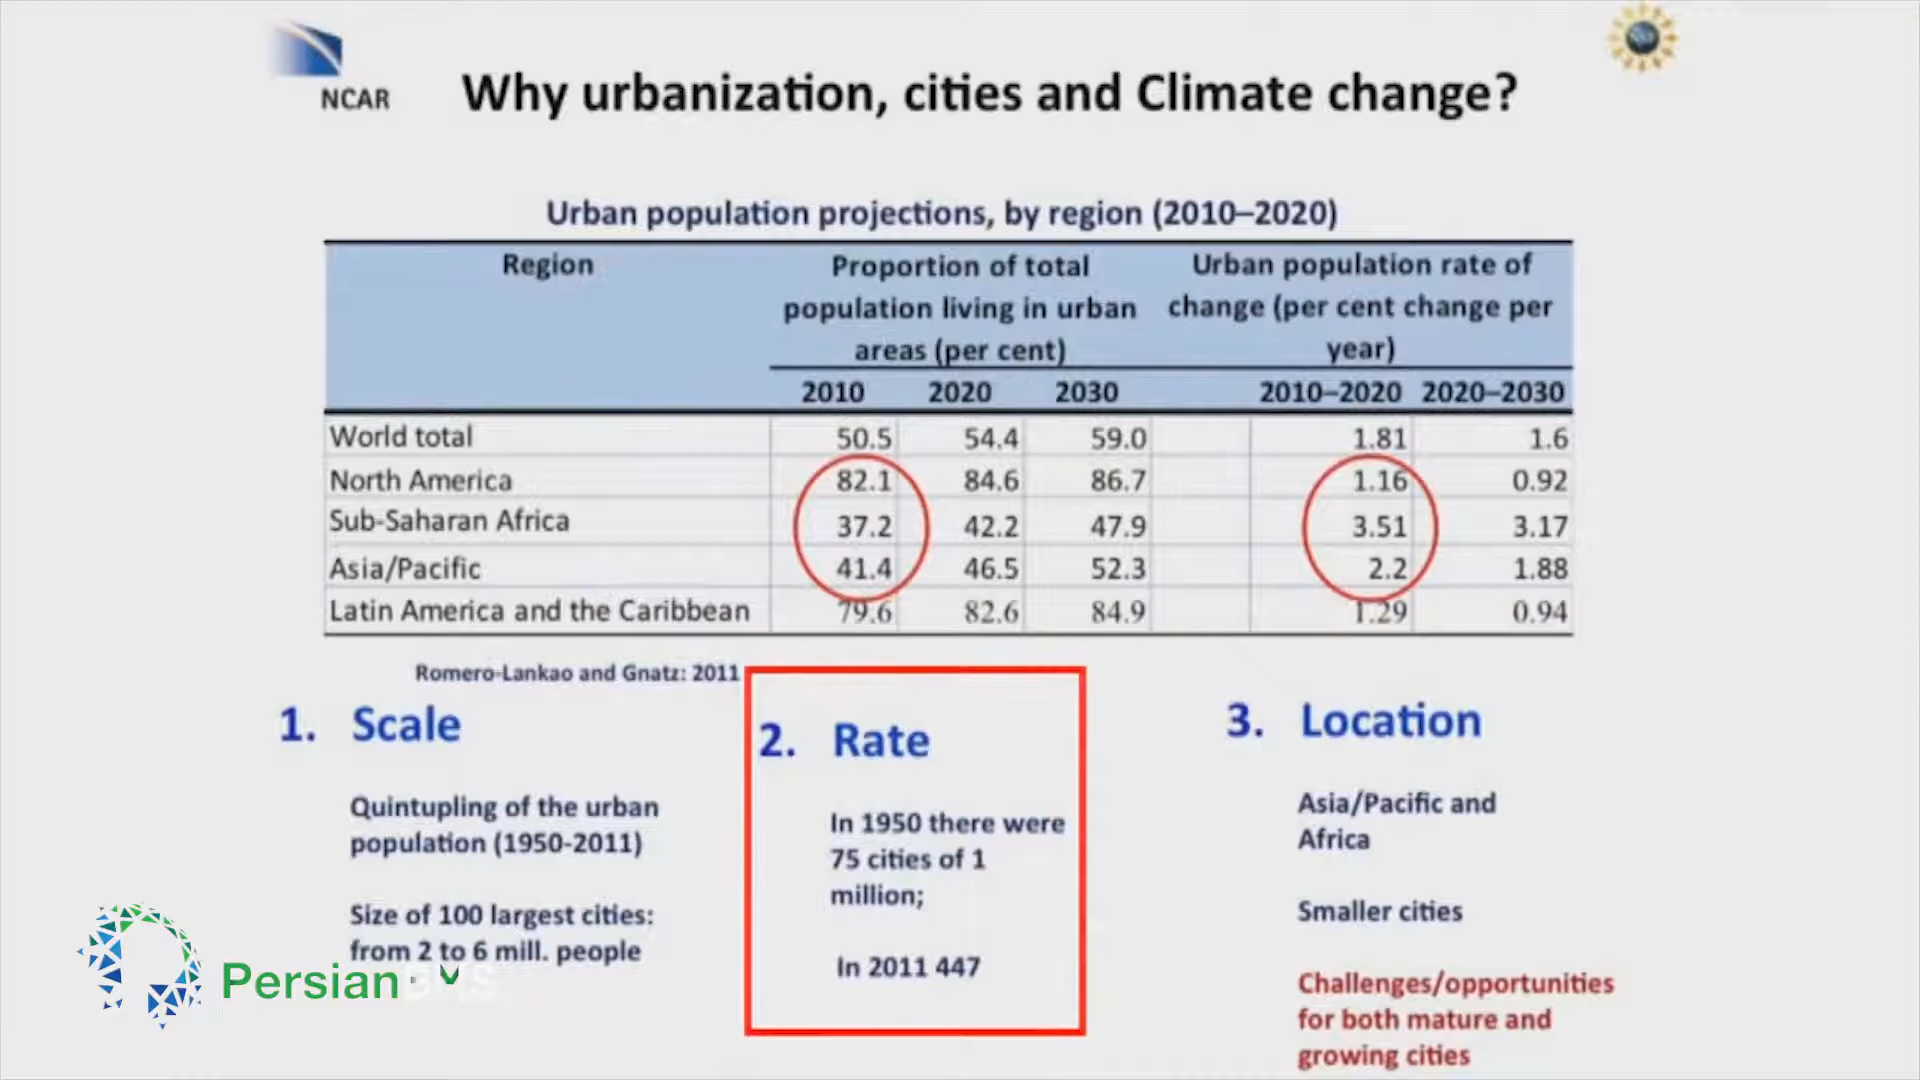 NCAR
Why urbanization, cities and Climate change?
Urban population projections, by region (2010–2020)
Region
Proportion of total
population living in urban
areas (per cent)
Urban population rate of
change (per cent change per
year)
2010 2020 2030 2010–2020 2020–2030
World total 50.5 54.4 59.0 1.81 1.6
North America 82.1 84.6 86.7 1.16 0.92
Sub-Saharan Africa 37.2 42.2 47.9 3.51 3.17
Asia/Pacific 41.4 46.5 52.3 2.2 1.88
Latin America and the Caribbean 79.6 82.6 84.9 1.29 0.94
Romero-Lankao and Gnatz: 2011
1. Scale
Quintupling of the urban
population (1950-2011)
Size of 100 largest cities:
from 2 to 6 mill. people
2. Rate
In 1950 there were
75 cities of 1
million;
In 2011 447
3. Location
Asia/Pacific and
Africa
Smaller cities
Challenges/opportunities
for both mature and
growing cities
Persian